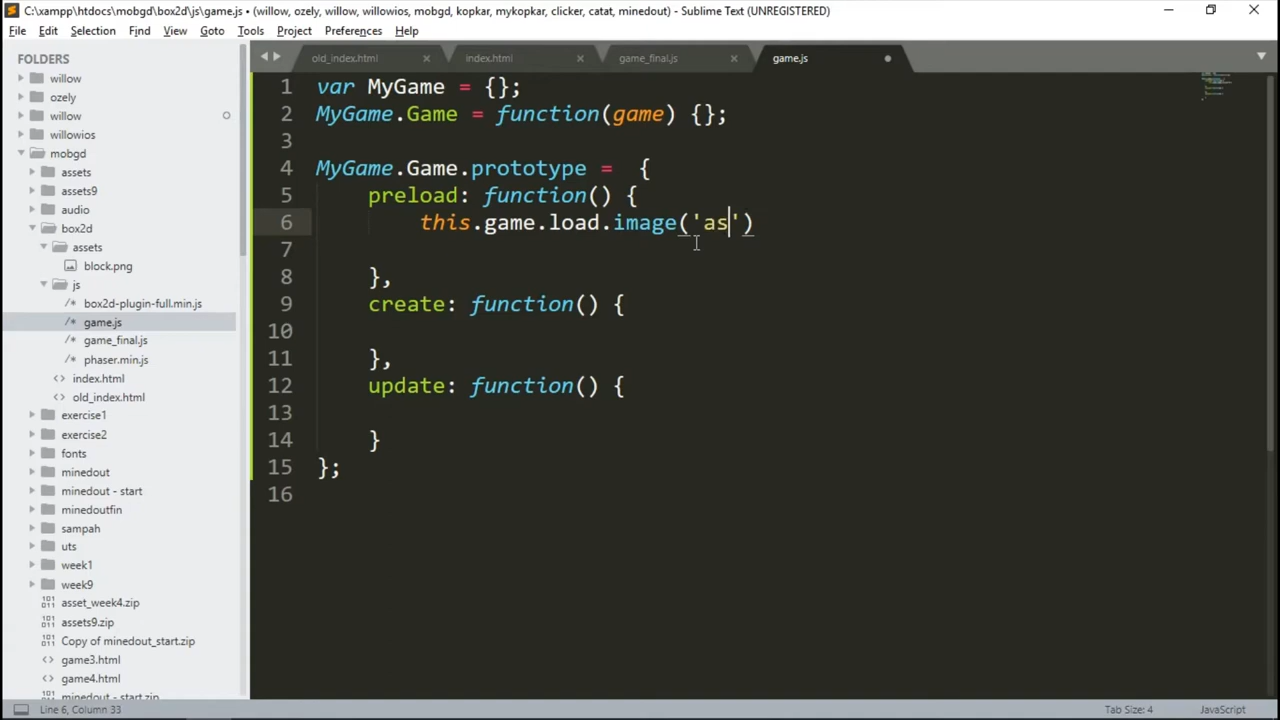 C:\xampp\htdocs\mobgd\box2d\js\game.js • (willow, ozely, willow, willowios, mobgd, kopkar, mykopkar, clicker, catat, minedout) - Sublime Text (UNREGISTERED)
File Edit Selection Find View Goto Tools Project Preferences Help
FOLDERS
willow
ozely
willow
willowios
mobgd
assets
assets9
audio
box2d
assets
block.png
js
/* box2d-plugin-full.min.js
/* game.js
/* game_final.js
/* phaser.min.js
<> index.html
<> old_index.html
exercise1
exercise2
fonts
minedout
minedout - start
minedoutfin
sampah
uts
week1
week9
asset_week4.zip
assets9.zip
Copy of minedout_start.zip
<> game3.html
<> game4.html
minedout - start.zip
old_index.html × index.html × game_final.js × game.js •
1 var MyGame = {};
2 MyGame.Game = function(game) {};
3
4 MyGame.Game.prototype =  {
5 preload: function() {
6 this.game.load.image('as')
7
8 },
9 create: function() {
10
11 },
12 update: function() {
13
14 }
15 };
16
Line 6, Column 33
Tab Size: 4
JavaScript